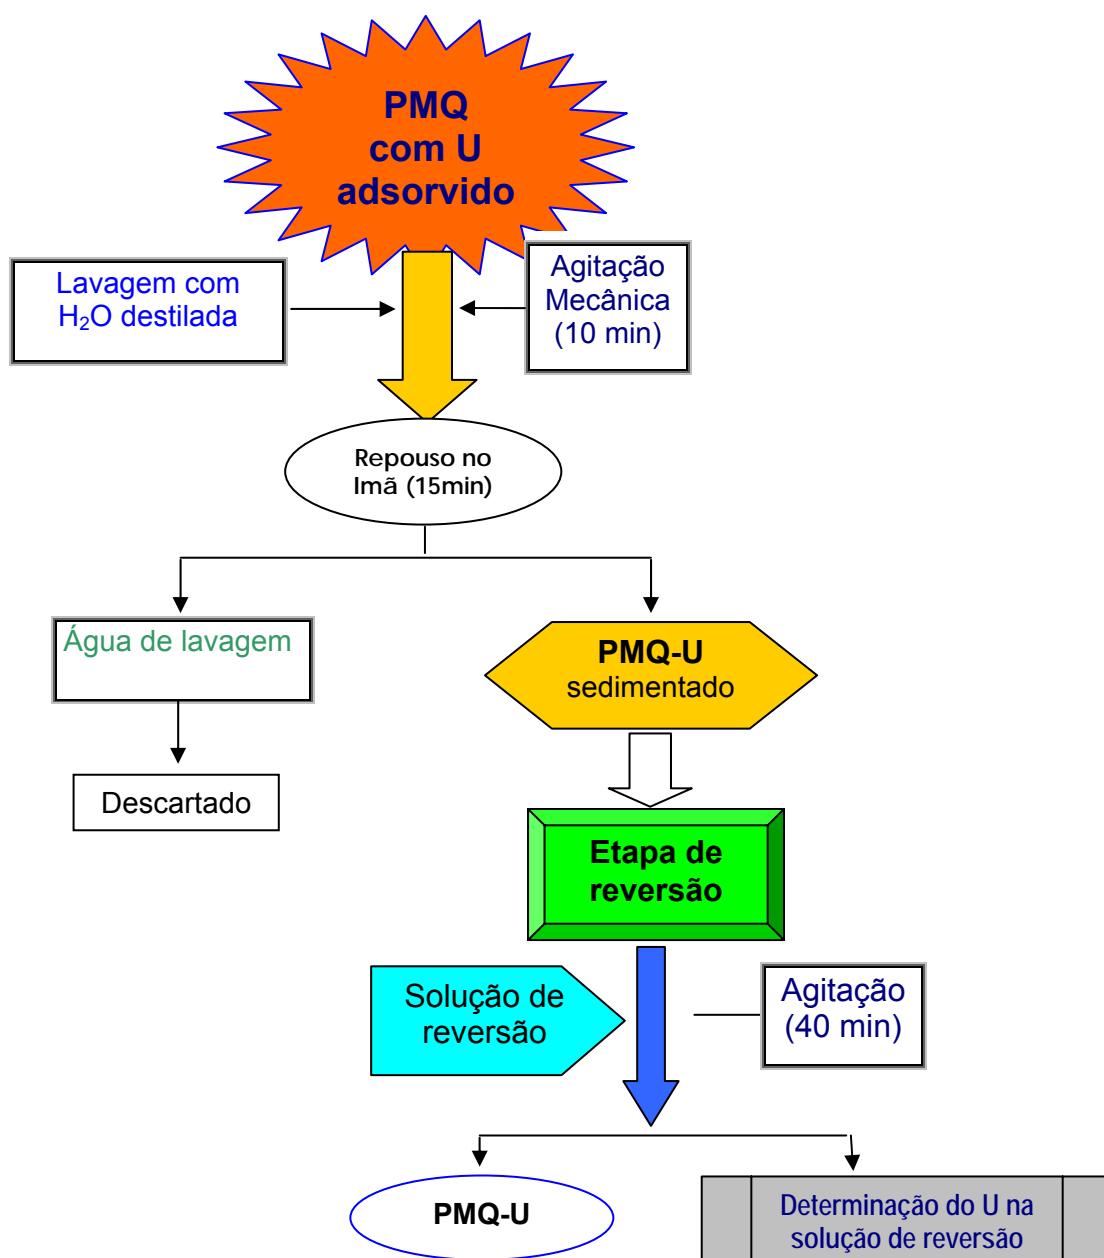 PMQ
com U
adsorvido
Lavagem com
H₂O destilada
Agitação
Mecânica
(10 min)
Repouso no
Imã (15min)
Água de lavagem
PMQ-U
sedimentado
Descartado
Etapa de
reversão
Solução de
reversão
Agitação
(40 min)
PMQ-U
Determinação do U na
solução de reversão